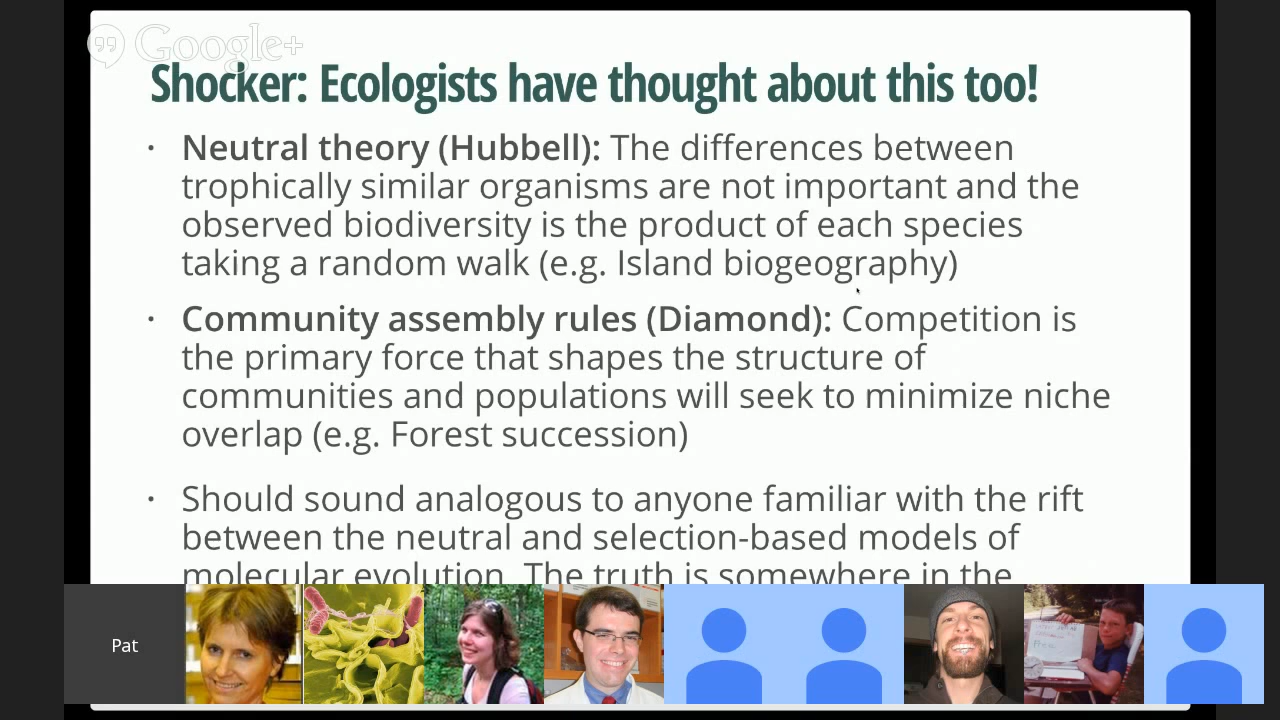 Google+
Shocker: Ecologists have thought about this too!
· Neutral theory (Hubbell): The differences between
trophically similar organisms are not important and the
observed biodiversity is the product of each species
taking a random walk (e.g. Island biogeography)
· Community assembly rules (Diamond): Competition is
the primary force that shapes the structure of
communities and populations will seek to minimize niche
overlap (e.g. Forest succession)
· Should sound analogous to anyone familiar with the rift
between the neutral and selection-based models of
molecular evolution. The truth is somewhere in the
Pat